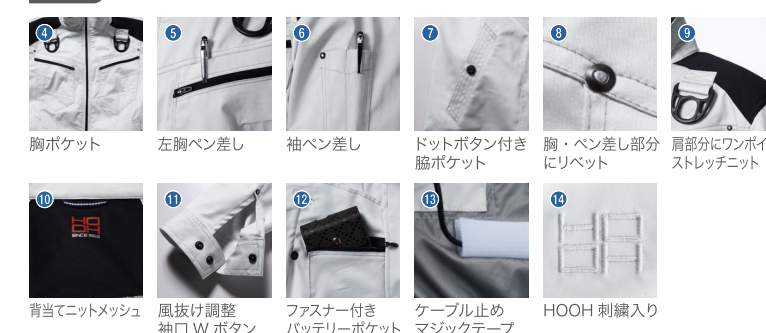 4
5
6
7
8
9
胸ポケット
左胸ペン差し
袖ペン差し
ドットボタン付き
脇ポケット
胸・ペン差し部分
にリベット
肩部分にワンポイ
ストレッチニット
10
11
12
13
14
HO
OH
背当てニットメッシュ
風抜け調整
袖口 W ボタン
ファスナー付き
バッテリーポケット
ケーブル止め
マジックテープ
HOOH 刺繍入り